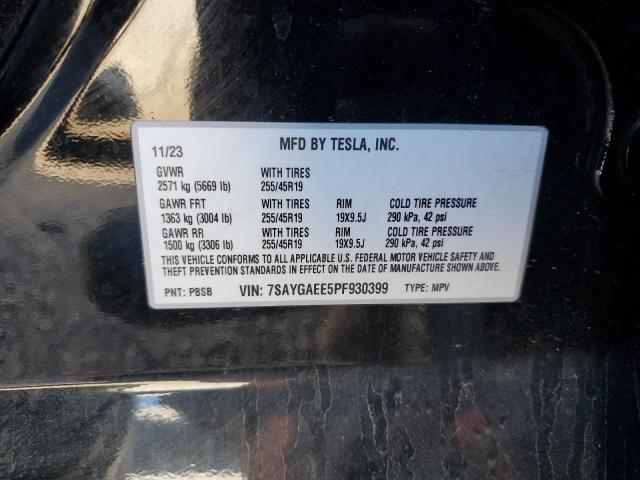 11/23 MFD BY TESLA, INC.
GVWR WITH TIRES
2571 kg (5669 lb) 255/45R19
GAWR FRT WITH TIRES RIM COLD TIRE PRESSURE
1363 kg (3004 lb) 255/45R19 19X9.5J 290 kPa, 42 psi
GAWR RR WITH TIRES RIM COLD TIRE PRESSURE
1500 kg (3306 lb) 255/45R19 19X9.5J 290 kPa, 42 psi
THIS VEHICLE CONFORMS TO ALL APPLICABLE U.S. FEDERAL MOTOR VEHICLE SAFETY AND
THEFT PREVENTION STANDARDS IN EFFECT ON THE DATE OF MANUFACTURE SHOWN ABOVE.
PNT: PBSB VIN: 7SAYGAEE5PF930399 TYPE: MPV